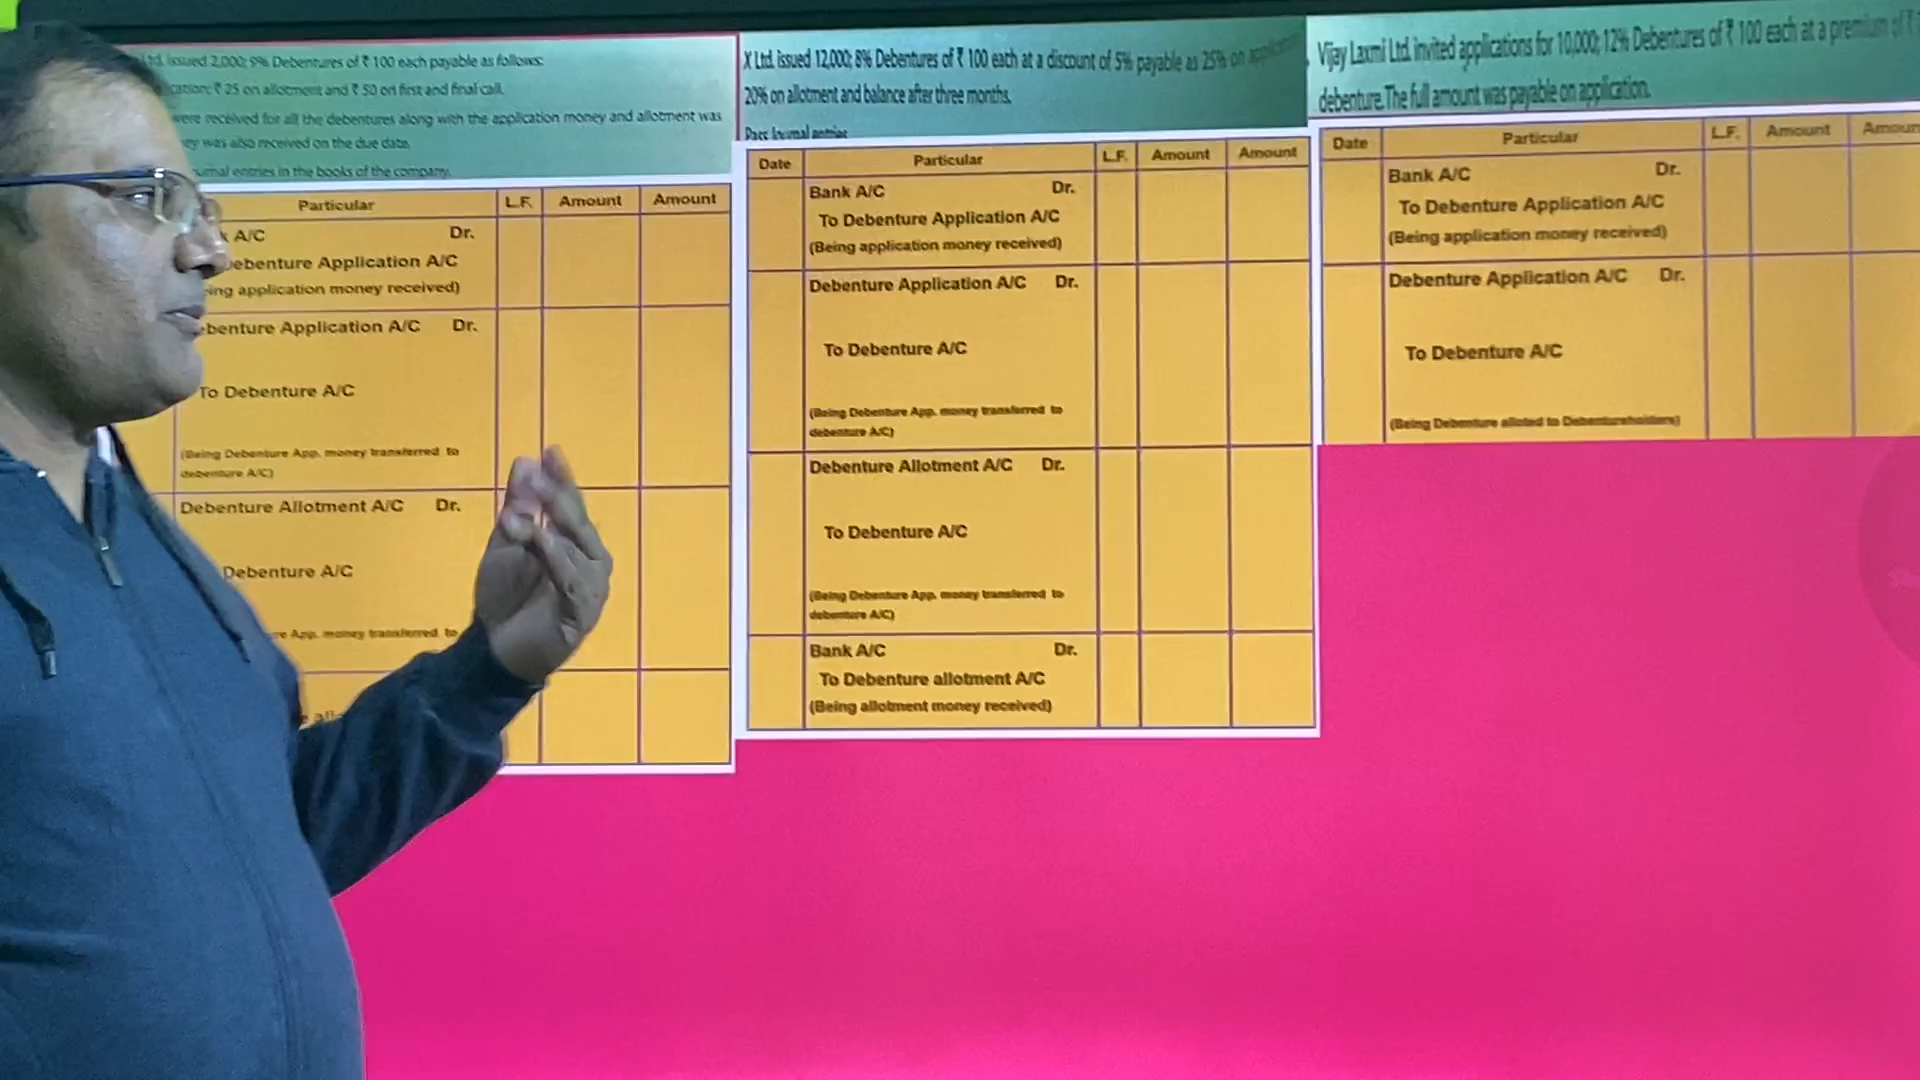 Ltd. issued 2,000; 9% Debentures of ₹ 100 each payable as follows:
₹ 25 on allotment and ₹ 50 on first and final call.
were received for all the debentures along with the application money and allotment was
was also received on the due date.
entries in the books of the company.
Particular L.F. Amount Amount
A/C Dr.
Debenture Application A/C
application money received)
Debenture Application A/C Dr.
To Debenture A/C
(Being Debenture App. money transferred to
debenture A/C)
Debenture Allotment A/C Dr.
Debenture A/C
App. money transferred to
X Ltd. issued 12,000; 8% Debentures of ₹ 100 each at a discount of 5% payable as 25% on
20% on allotment and balance after three months.
Pass Journal entries
Date Particular L.F. Amount Amount
Bank A/C Dr.
To Debenture Application A/C
(Being application money received)
Debenture Application A/C Dr.
To Debenture A/C
(Being Debenture App. money transferred to
debenture A/C)
Debenture Allotment A/C Dr.
To Debenture A/C
(Being Debenture App. money transferred to
debenture A/C)
Bank A/C Dr.
To Debenture allotment A/C
(Being allotment money received)
Vijay Laxmi Ltd. invited applications for 10,000; 12% Debentures of ₹ 100 each at a premium of ₹
debenture. The full amount was payable on application.
Date Particular L.F. Amount Amoun
Bank A/C Dr.
To Debenture Application A/C
(Being application money received)
Debenture Application A/C Dr.
To Debenture A/C
(Being Debenture alloted to Debentureholders)